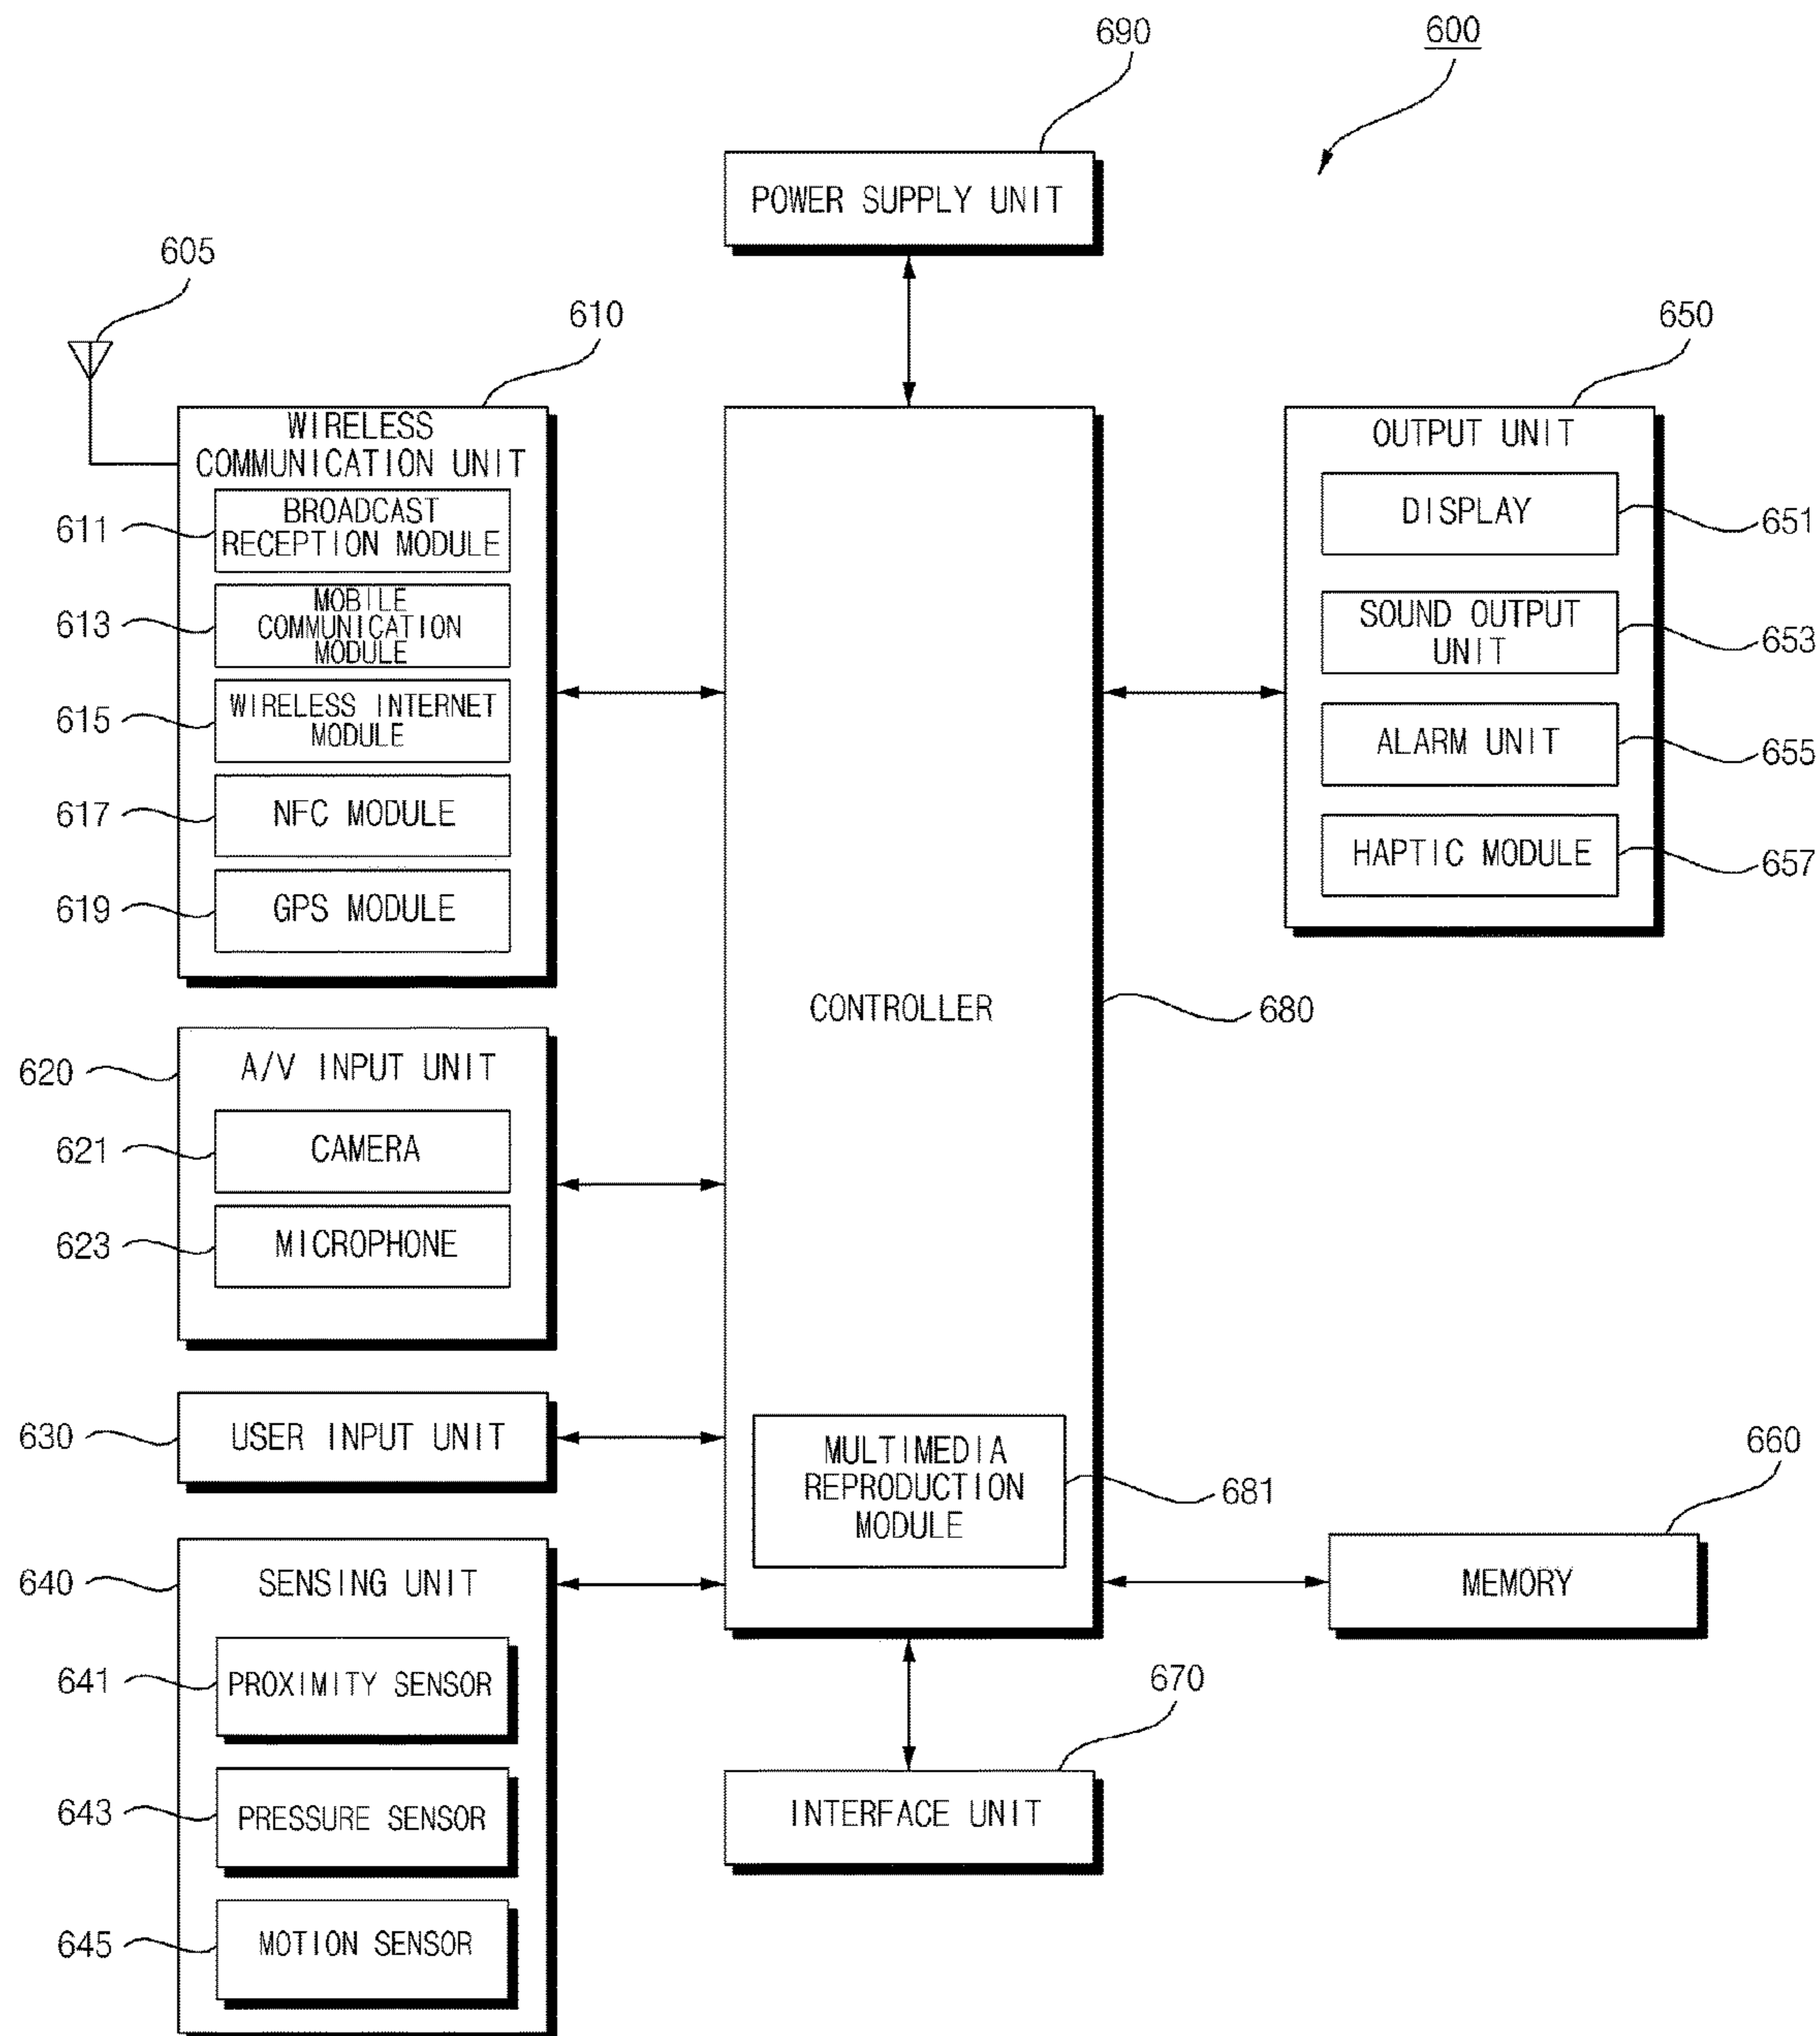 690
600
POWER SUPPLY UNIT
605
610
650
WIRELESS
COMMUNICATION UNIT
OUTPUT UNIT
611
BROADCAST
RECEPTION MODULE
DISPLAY
651
613
MOBILE
COMMUNICATION
MODULE
SOUND OUTPUT
UNIT
653
615
WIRELESS INTERNET
MODULE
ALARM UNIT
655
617
NFC MODULE
HAPTIC MODULE
657
619
GPS MODULE
CONTROLLER
680
620
A/V INPUT UNIT
621
CAMERA
623
MICROPHONE
630
USER INPUT UNIT
MULTIMEDIA
REPRODUCTION
MODULE
681
660
640
SENSING UNIT
MEMORY
641
PROXIMITY SENSOR
670
643
PRESSURE SENSOR
INTERFACE UNIT
645
MOTION SENSOR